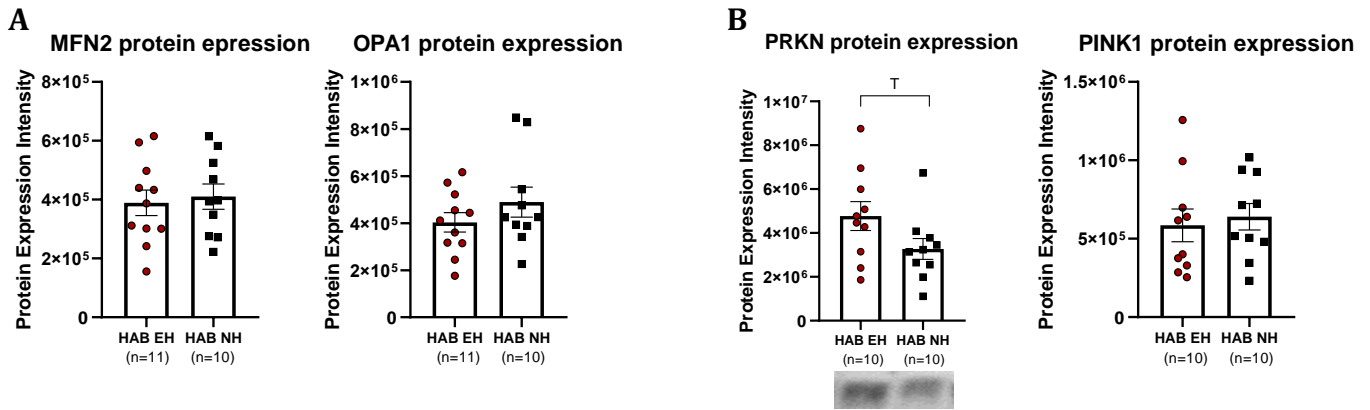 A
MFN2 protein epression
Protein Expression Intensity
8×10⁵
6×10⁵
4×10⁵
2×10⁵
0
HAB EH
(n=11)
HAB NH
(n=10)
OPA1 protein expression
Protein Expression Intensity
1×10⁶
8×10⁵
6×10⁵
4×10⁵
2×10⁵
0
HAB EH
(n=11)
HAB NH
(n=10)
B
PRKN protein expression
Protein Expression Intensity
T
1×10⁷
8×10⁶
6×10⁶
4×10⁶
2×10⁶
0
HAB EH
(n=10)
HAB NH
(n=10)
PINK1 protein expression
Protein Expression Intensity
1.5×10⁶
1×10⁶
5×10⁵
0
HAB EH
(n=10)
HAB NH
(n=10)